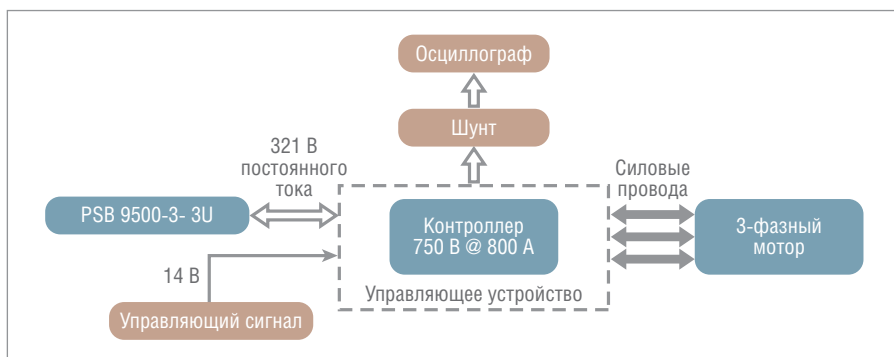 Осциллограф
Шунт
321 В
постоянного
тока
Силовые
провода
PSB 9500-3- 3U
Контроллер
750 В @ 800 А
3-фазный
мотор
14 В
Управляющее устройство
Управляющий сигнал